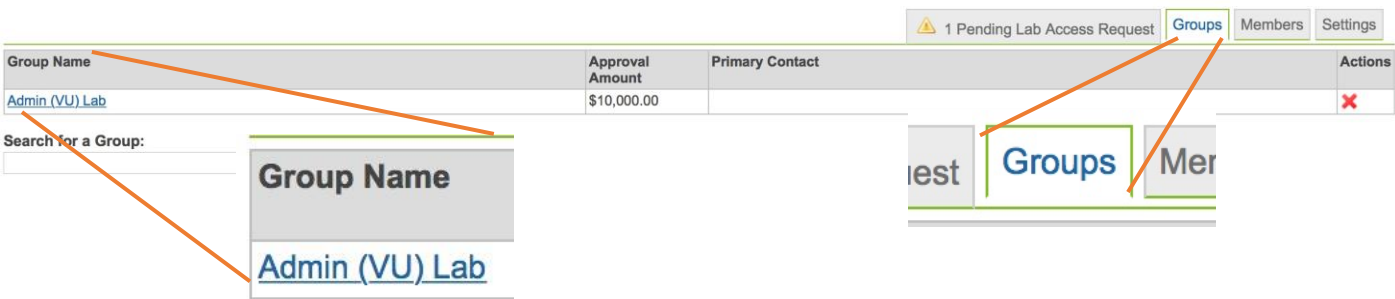 1 Pending Lab Access Request Groups Members Settings
Group Name Approval Amount Primary Contact Actions
Admin (VU) Lab $10,000.00
Search for a Group:
Group Name
Admin (VU) Lab
est Groups Mer